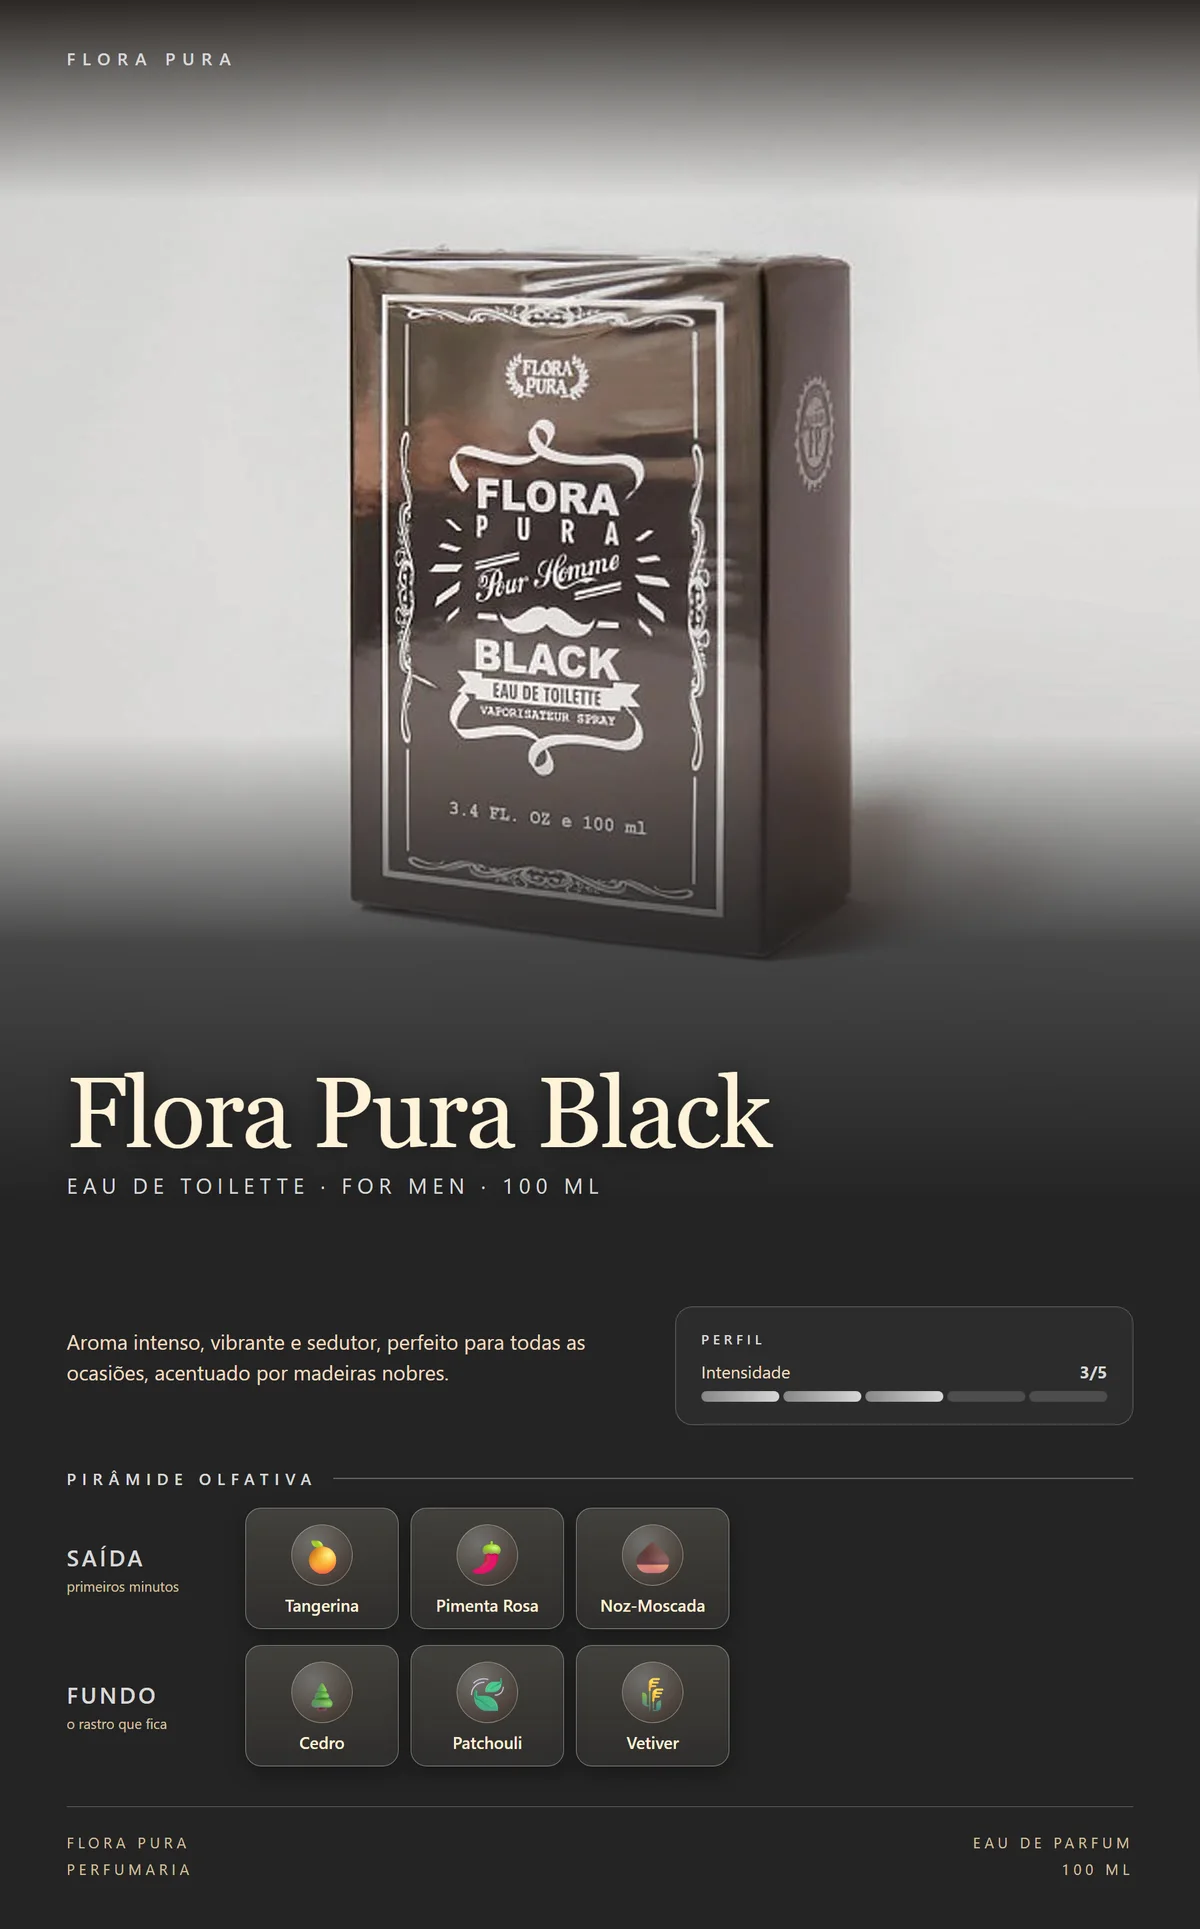 FLORA PURA
FLORA
PURA
FLORA
PURA
Pour Homme
BLACK
EAU DE TOILETTE
VAPORISATEUR SPRAY
3.4 FL. OZ e 100 ml
Flora Pura Black
EAU DE TOILETTE · FOR MEN · 100 ML
Aroma intenso, vibrante e sedutor, perfeito para todas as
ocasiões, acentuado por madeiras nobres.
PERFIL
Intensidade 3/5
PIRÂMIDE OLFATIVA
SAÍDA
primeiros minutos
Tangerina
Pimenta Rosa
Noz-Moscada
FUNDO
o rastro que fica
Cedro
Patchouli
Vetiver
FLORA PURA
PERFUMARIA
EAU DE PARFUM
100 ML